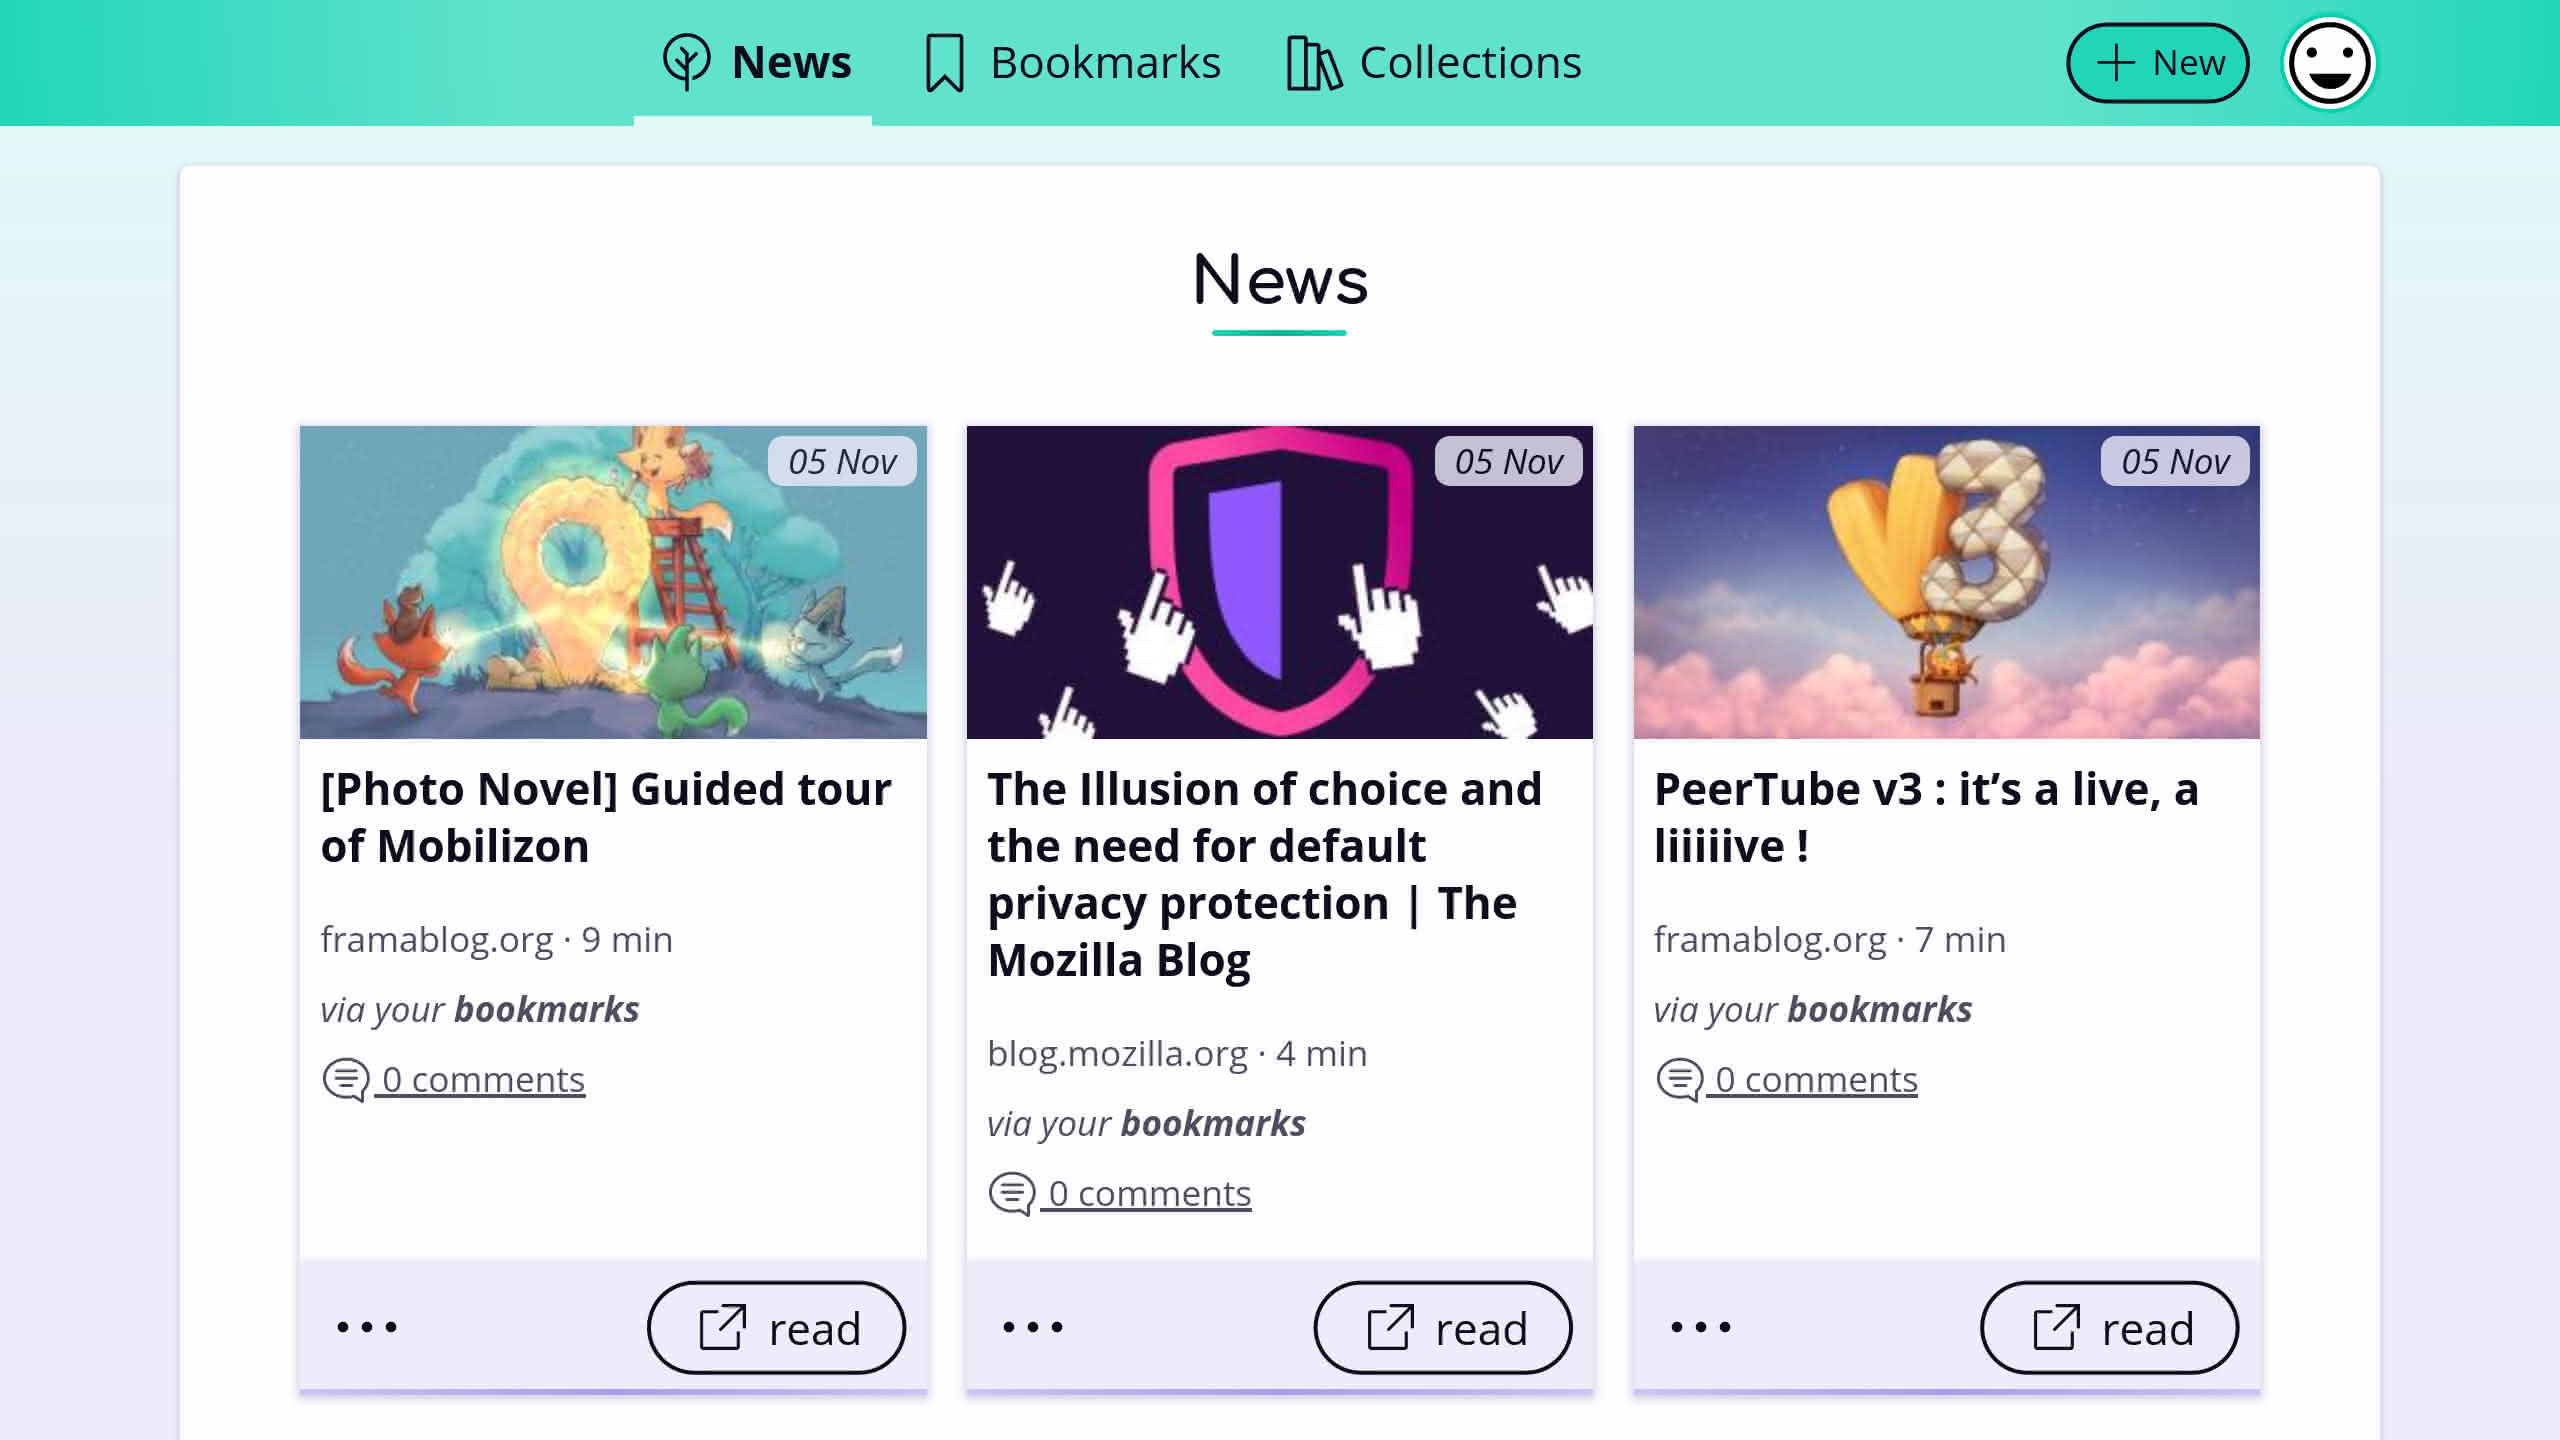 News
Bookmarks
Collections
New
News
05 Nov
[Photo Novel] Guided tour
of Mobilizon
framablog.org · 9 min
via your bookmarks
0 comments
read
05 Nov
The Illusion of choice and
the need for default
privacy protection | The
Mozilla Blog
blog.mozilla.org · 4 min
via your bookmarks
0 comments
read
V3
05 Nov
PeerTube v3 : it’s a live, a
liiiiive !
framablog.org · 7 min
via your bookmarks
0 comments
read